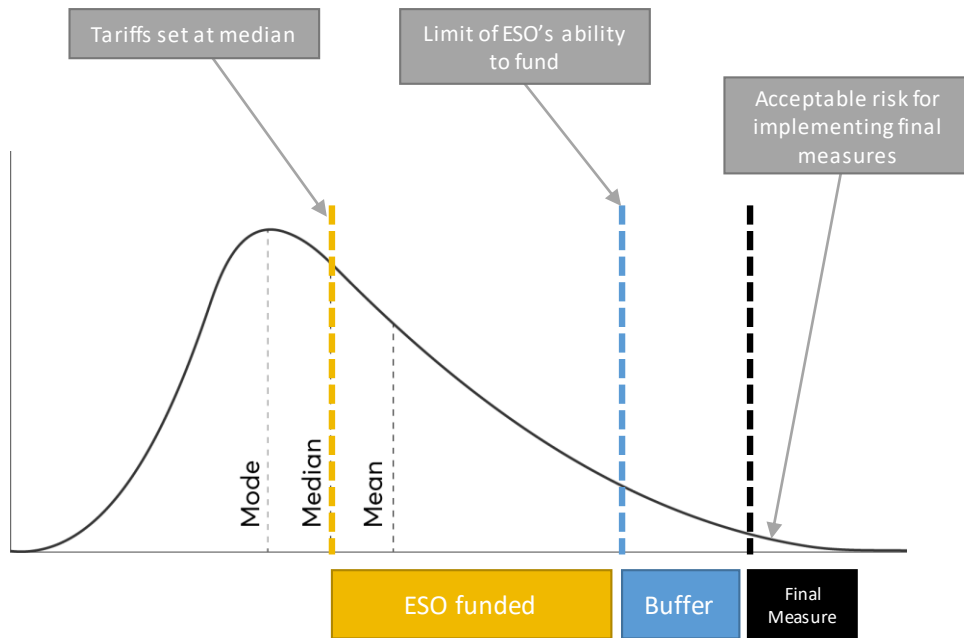 Tariffs set at median
Limit of ESO's ability
to fund
Acceptable risk for
implementing final
measures
Mode
Median
Mean
ESO funded
Buffer
Final
Measure